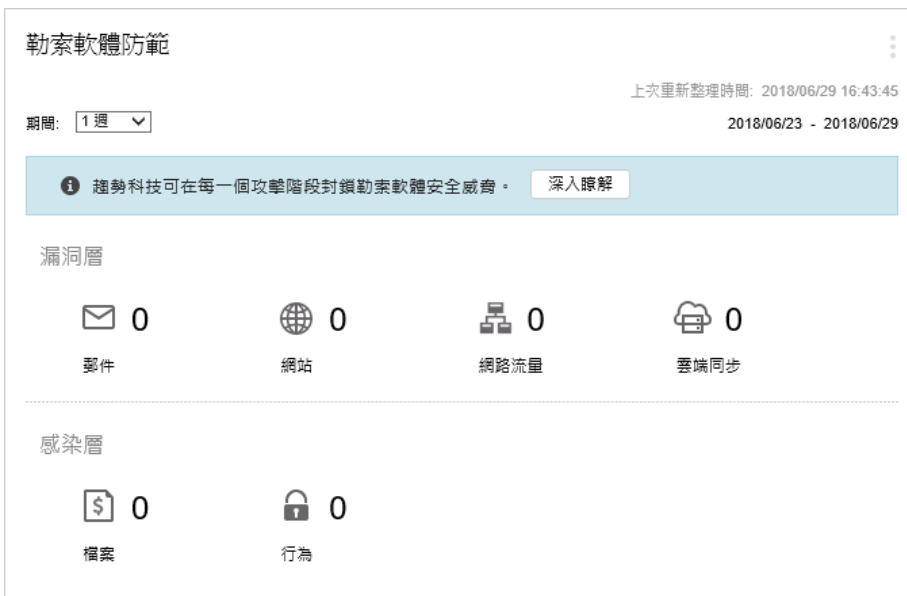 勒索軟體防範
上次重新整理時間: 2018/06/29 16:43:45
期間: 1 週
2018/06/23 - 2018/06/29
趨勢科技可在每一個攻擊階段封鎖勒索軟體安全威脅。 深入瞭解
漏洞層
0 0 0 0
郵件 網站 網路流量 雲端同步
感染層
$ 0 0
檔案 行為